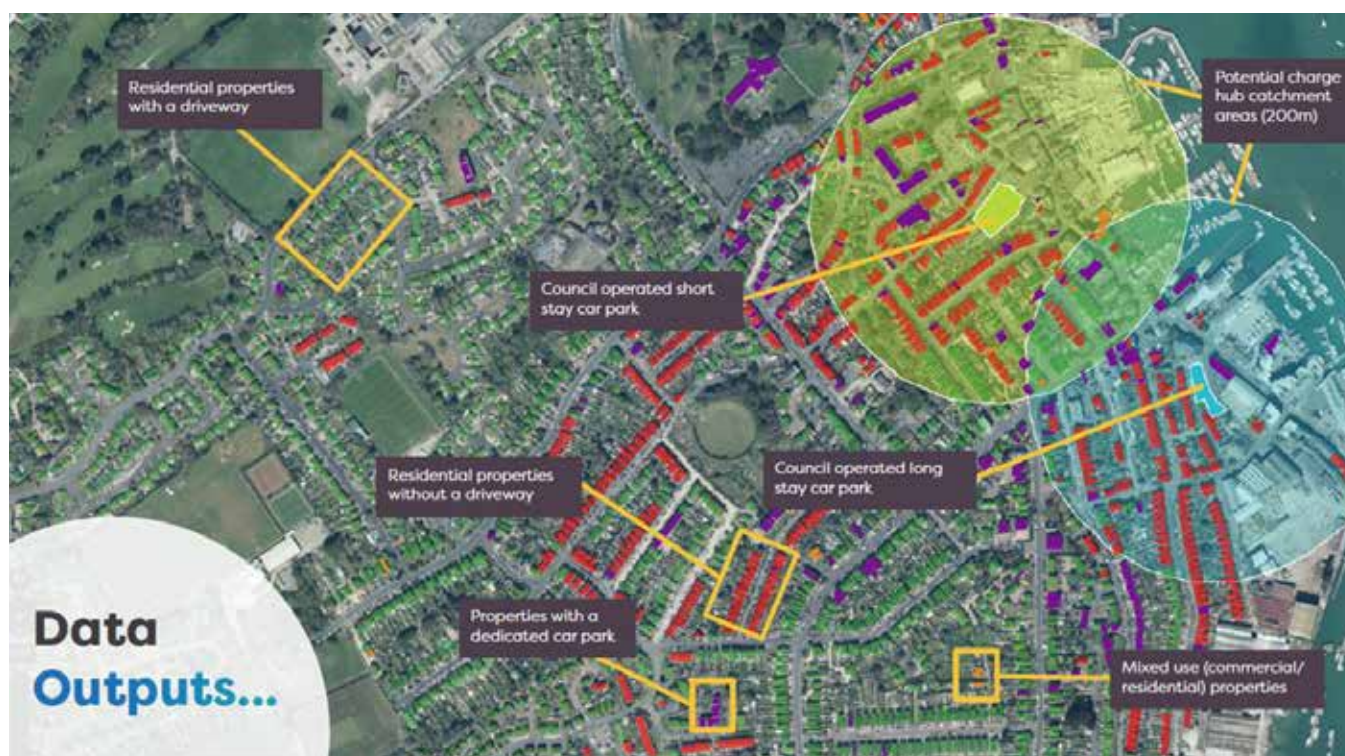 Residential properties
with a driveway
Potential charge
hub catchment
areas (200m)
Council operated short
stay car park
Residential properties
without a driveway
Council operated long
stay car park
Properties with a
dedicated car park
Mixed use (commercial/
residential) properties
Data
Outputs...